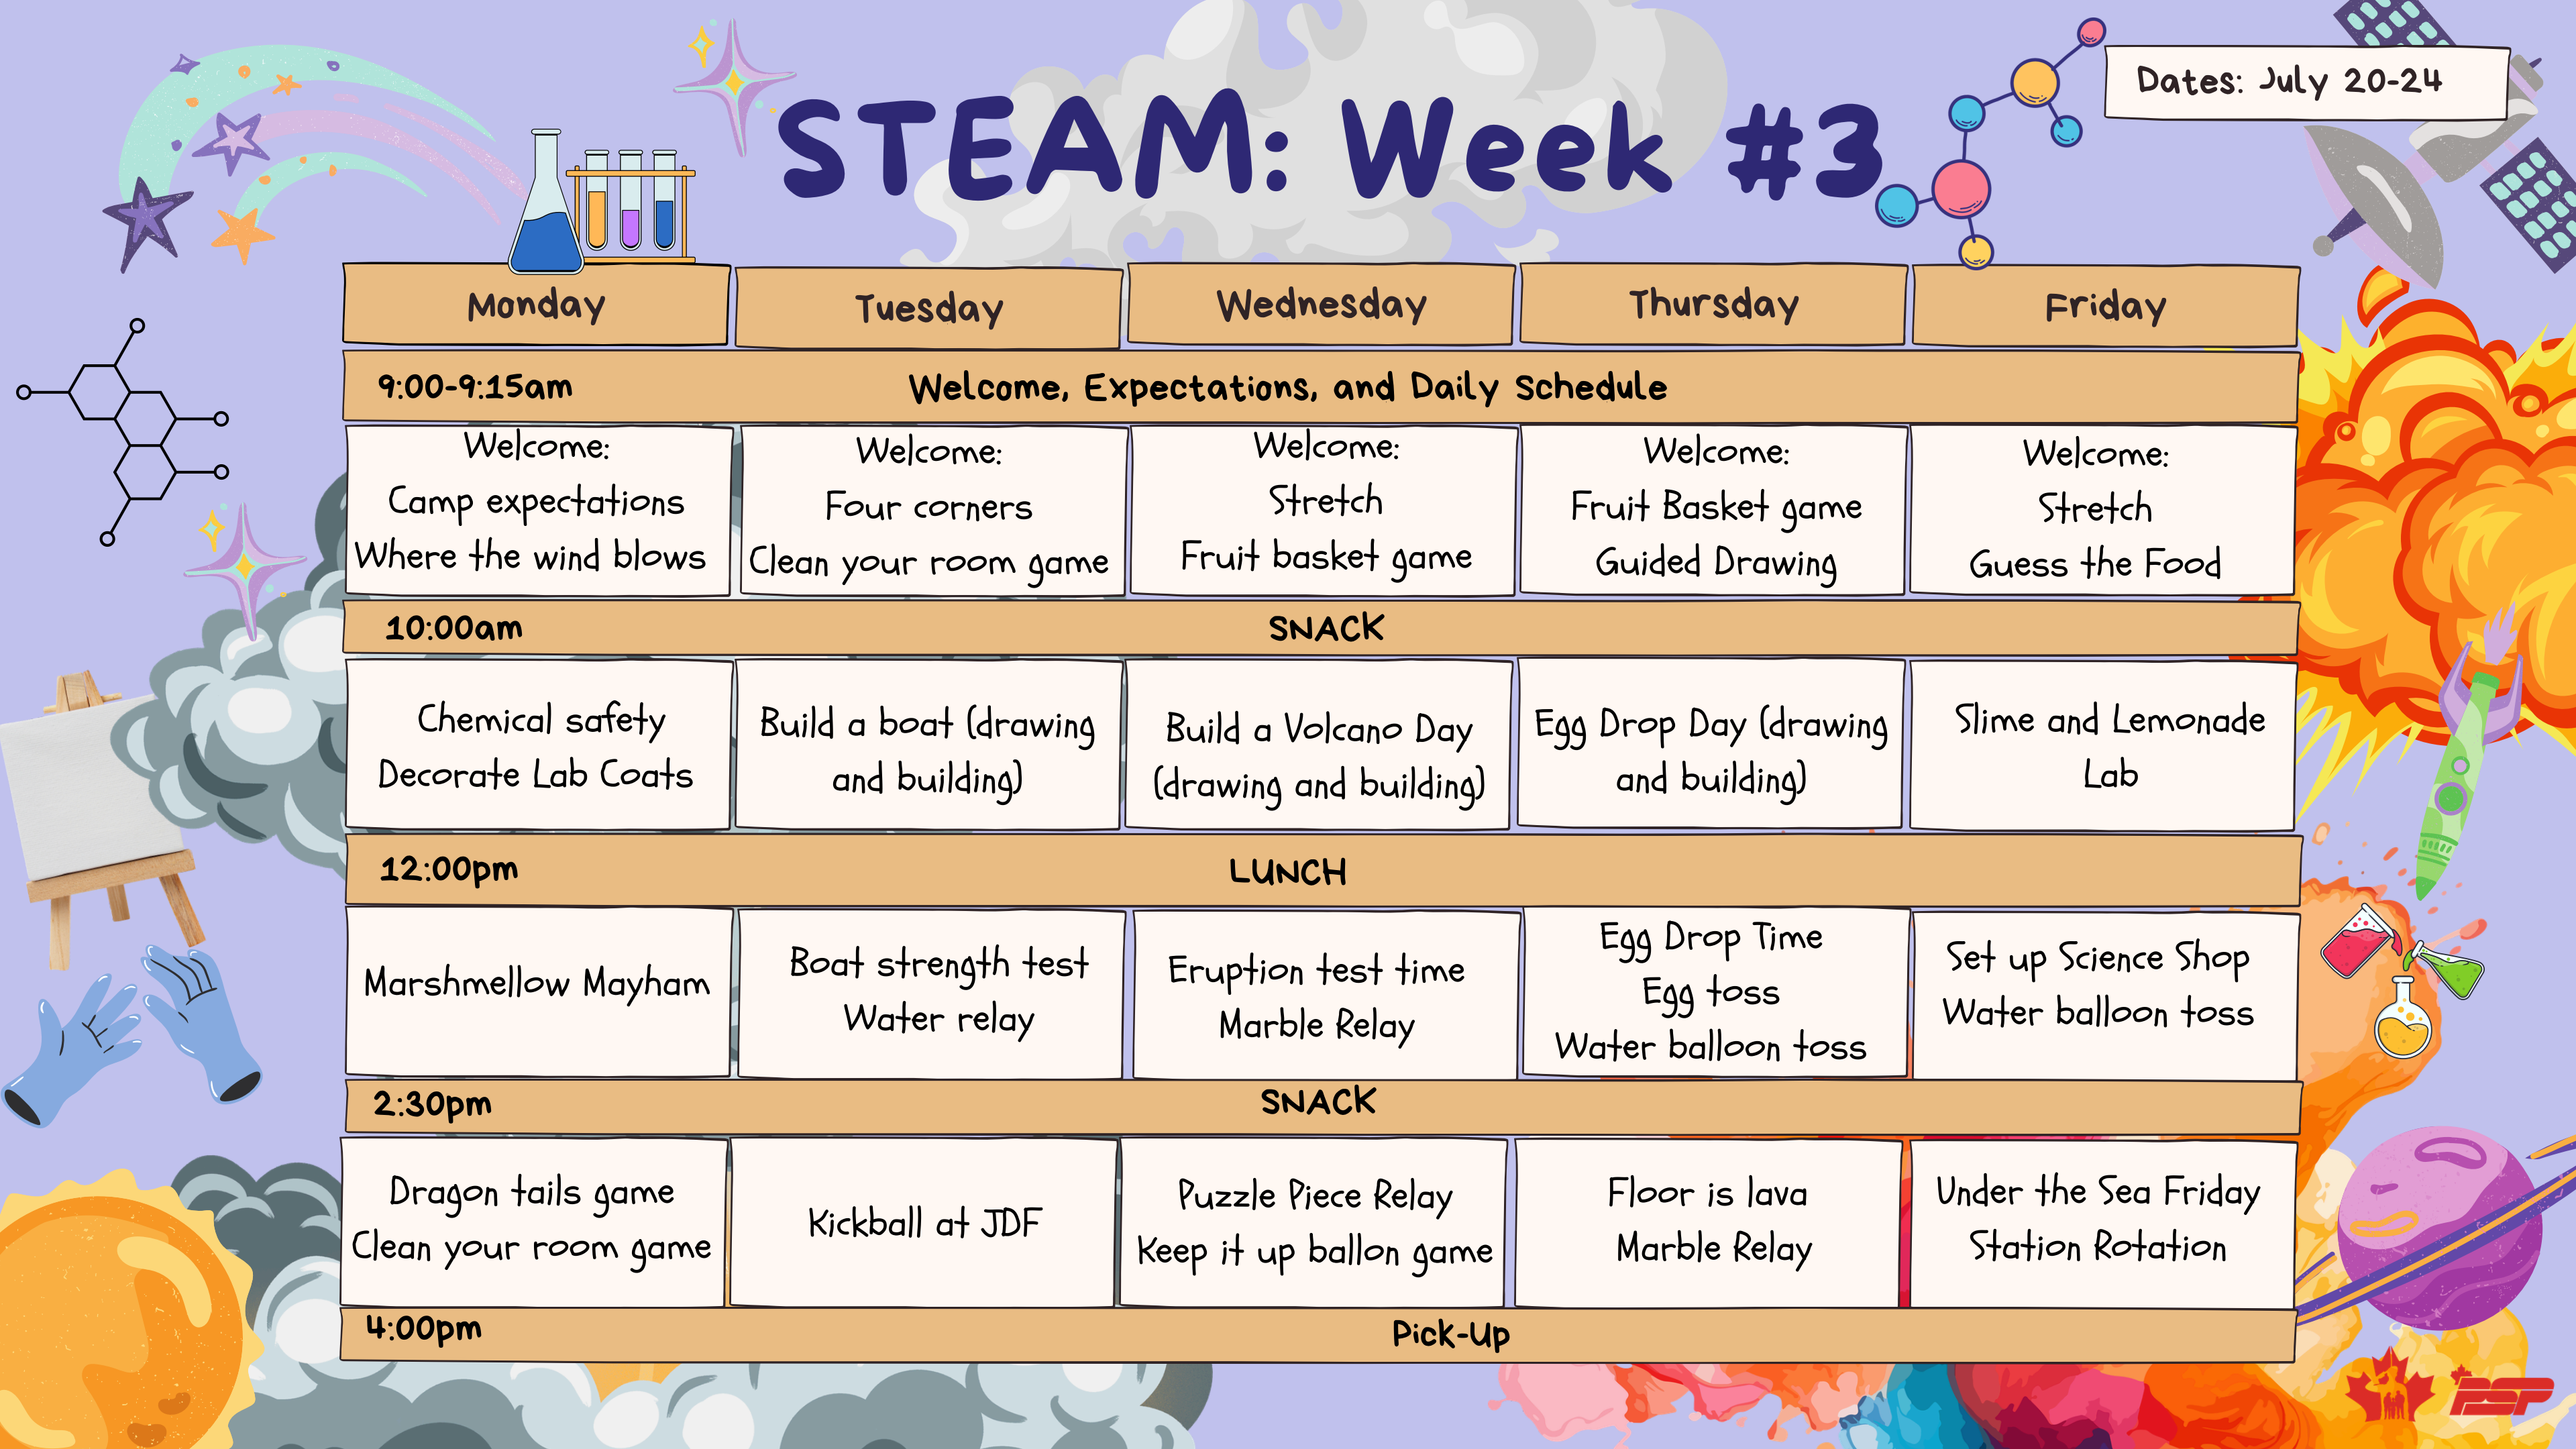 STEAM: Week #3
Dates: July 20-24
Monday
Tuesday
Wednesday
Thursday
Friday
9:00-9:15am
Welcome, Expectations, and Daily Schedule
Welcome:
Camp expectations
Where the wind blows
Welcome:
Four corners
Clean your room game
Welcome:
Stretch
Fruit basket game
Welcome:
Fruit Basket game
Guided Drawing
Welcome:
Stretch
Guess the Food
10:00am
SNACK
Chemical safety
Decorate Lab Coats
Build a boat (drawing
and building)
Build a Volcano Day
(drawing and building)
Egg Drop Day (drawing
and building)
Slime and Lemonade
Lab
12:00pm
LUNCH
Marshmellow Mayham
Boat strength test
Water relay
Eruption test time
Marble Relay
Egg Drop Time
Egg toss
Water balloon toss
Set up Science Shop
Water balloon toss
2:30pm
SNACK
Dragon tails game
Clean your room game
Kickball at JDF
Puzzle Piece Relay
Keep it up ballon game
Floor is lava
Marble Relay
Under the Sea Friday
Station Rotation
4:00pm
Pick-Up
PSP